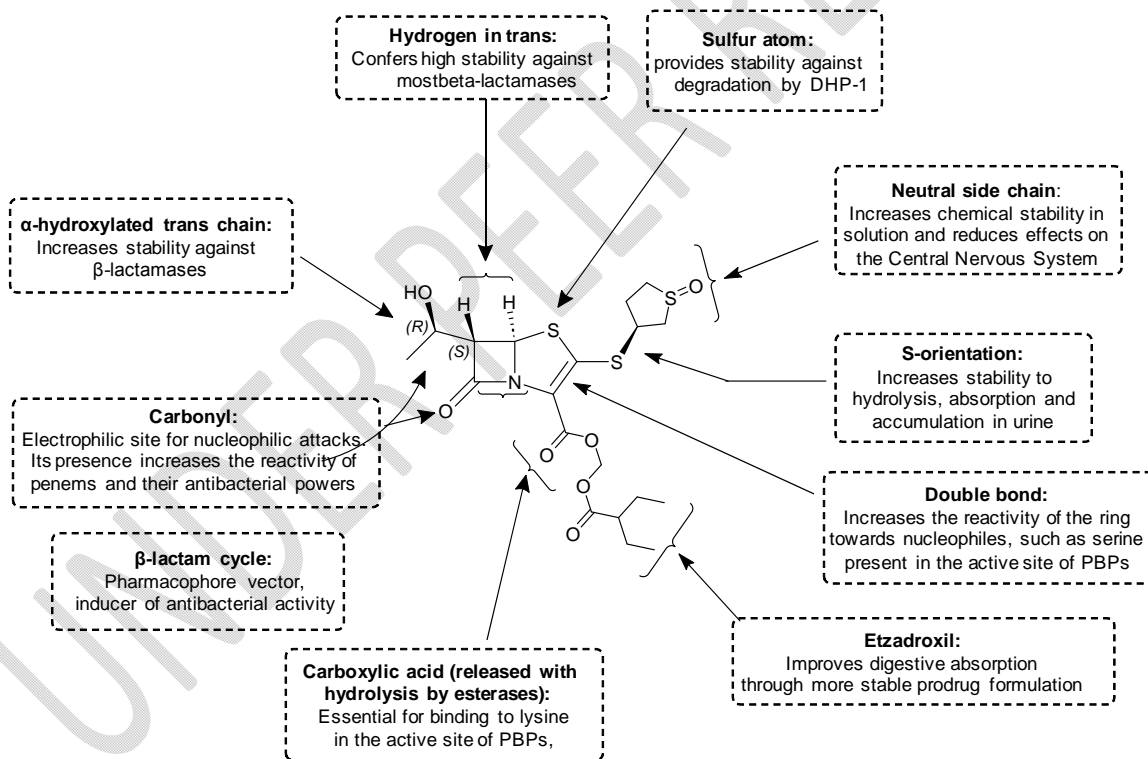 Hydrogen in trans:
Confers high stability against
mostbeta-lactamases
Sulfur atom:
provides stability against
degradation by DHP-1
Neutral side chain:
Increases chemical stability in
solution and reduces effects on
the Central Nervous System
α-hydroxylated trans chain:
Increases stability against
β-lactamases
HO
H
H
(R)
(S)
S
S
S=O
O
N
O
O
O
O
S-orientation:
Increases stability to
hydrolysis, absorption and
accumulation in urine
Carbonyl:
Electrophilic site for nucleophilic attacks.
Its presence increases the reactivity of
penems and their antibacterial powers
Double bond:
Increases the reactivity of the ring
towards nucleophiles, such as serine
present in the active site of PBPs
β-lactam cycle:
Pharmacophore vector,
inducer of antibacterial activity
Etzadroxil:
Improves digestive absorption
through more stable prodrug formulation
Carboxylic acid (released with
hydrolysis by esterases):
Essential for binding to lysine
in the active site of PBPs,
UNDER PEER RE